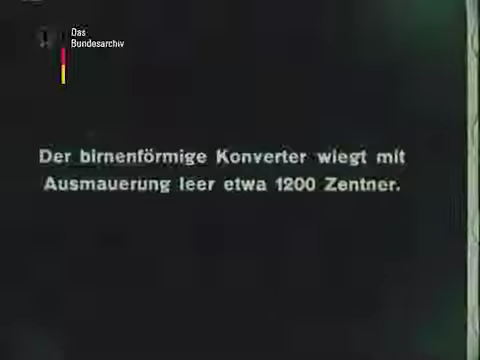 Das
Bundesarchiv
Der birnenförmige Konverter wiegt mit
Ausmauerung leer etwa 1200 Zentner.